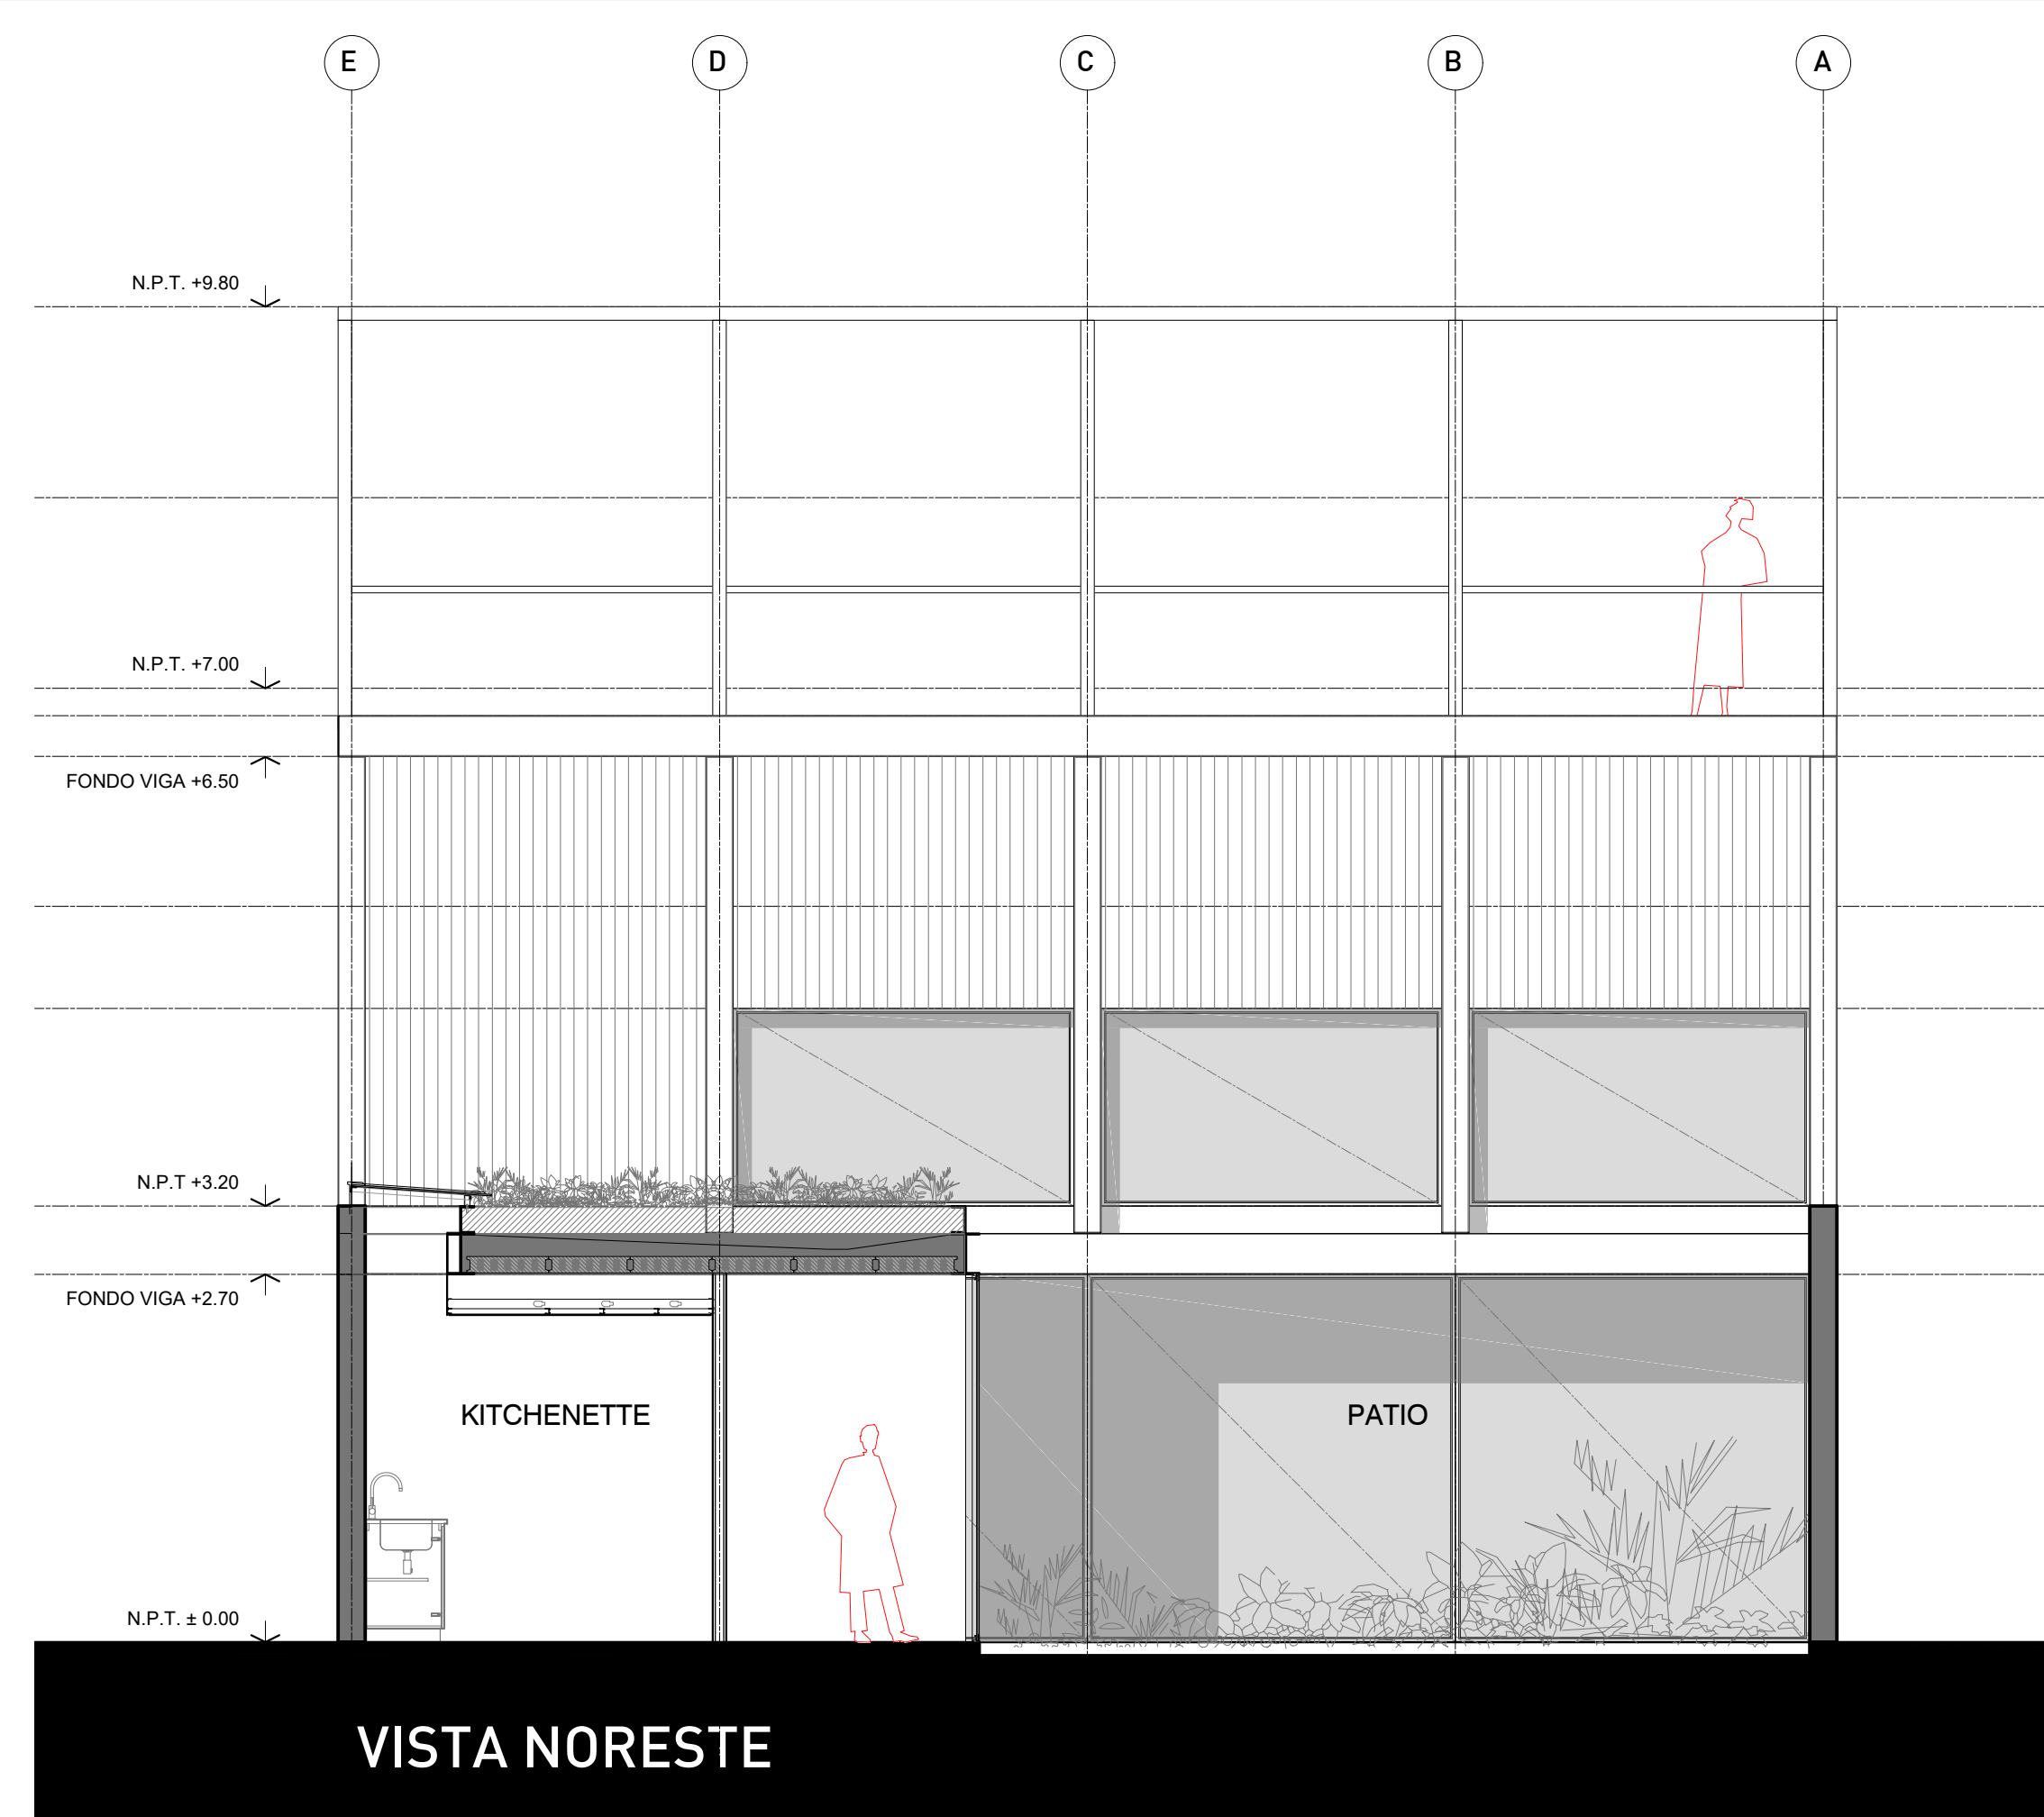 E D C B A
N.P.T. +9.80
N.P.T. +7.00
FONDO VIGA +6.50
N.P.T +3.20
FONDO VIGA +2.70
KITCHENETTE PATIO
N.P.T. ± 0.00
VISTA NORESTE